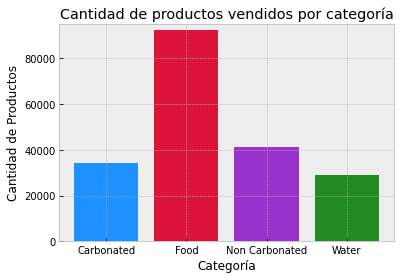 Cantidad de productos vendidos por categoría
80000
60000
40000
20000
0
Cantidad de Productos
Carbonated Food Non Carbonated Water
Categoría